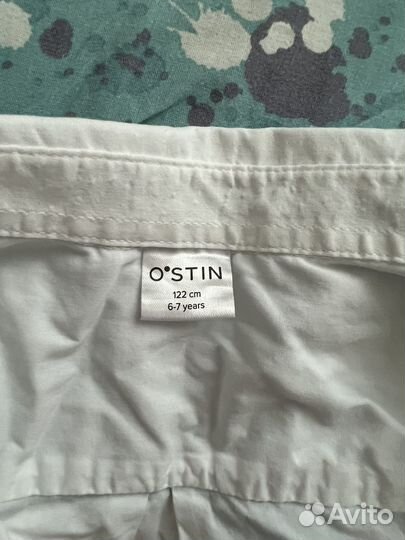 O•STIN
122 cm
6-7 years
Avito